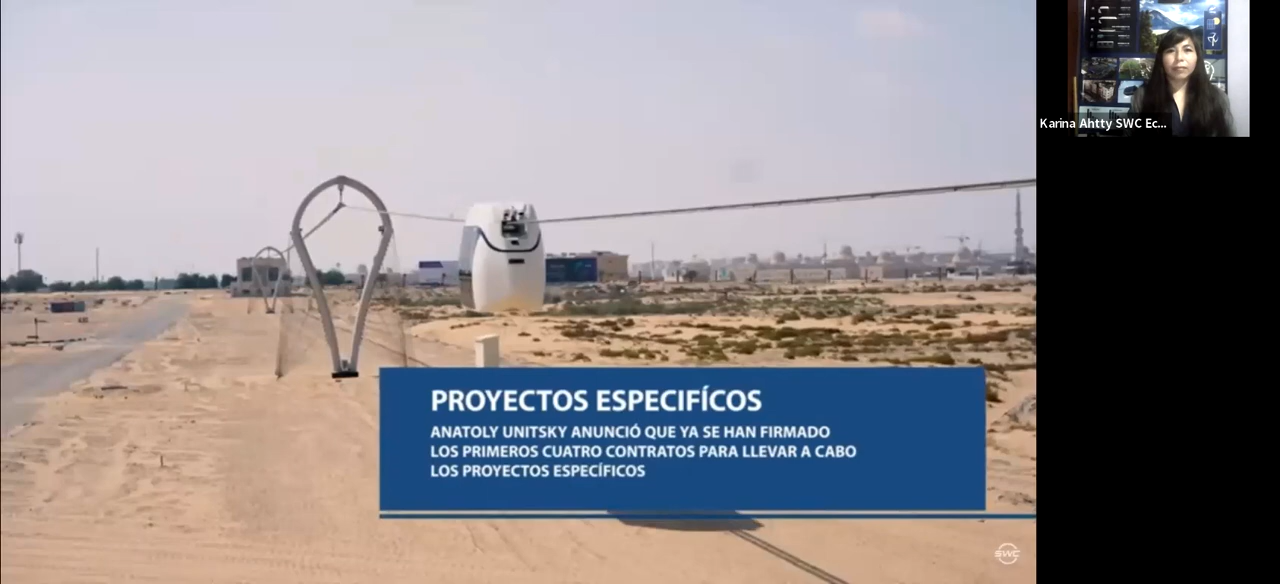 Karina Ahtty SWC Ec...
PROYECTOS ESPECIFÍCOS
ANATOLY UNITSKY ANUNCIÓ QUE YA SE HAN FIRMADO
LOS PRIMEROS CUATRO CONTRATOS PARA LLEVAR A CABO
LOS PROYECTOS ESPECÍFICOS
SWC